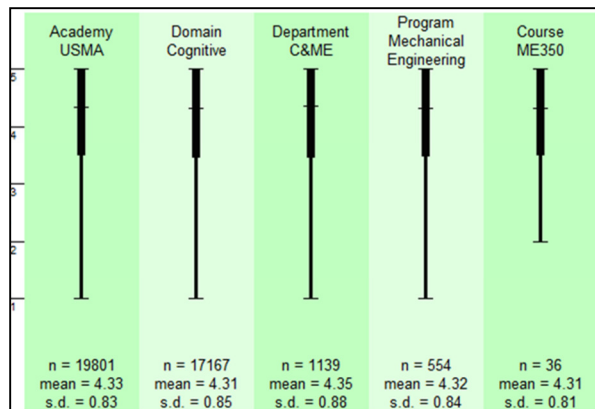 Academy
USMA
Domain
Cognitive
Department
C&ME
Program
Mechanical
Engineering
Course
ME350
5
4
3
2
1
n = 19801
mean = 4.33
s.d. = 0.83
n = 17167
mean = 4.31
s.d. = 0.85
n = 1139
mean = 4.35
s.d. = 0.88
n = 554
mean = 4.32
s.d. = 0.84
n = 36
mean = 4.31
s.d. = 0.81